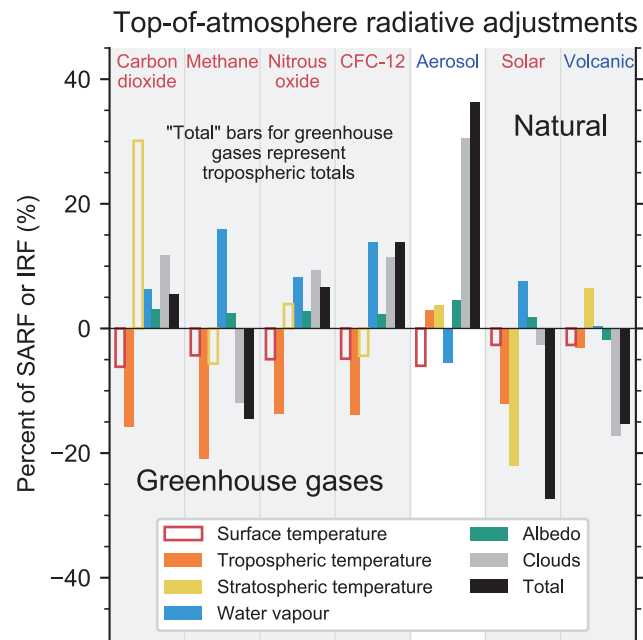 Top-of-atmosphere radiative adjustments
Carbon
dioxide
Methane
Nitrous
oxide
CFC-12
Aerosol
Solar
Volcanic
"Total" bars for greenhouse
gases represent
tropospheric totals
Natural
Greenhouse gases
Percent of SARF or IRF (%)
40
20
0
−20
−40
Surface temperature
Tropospheric temperature
Stratospheric temperature
Water vapour
Albedo
Clouds
Total